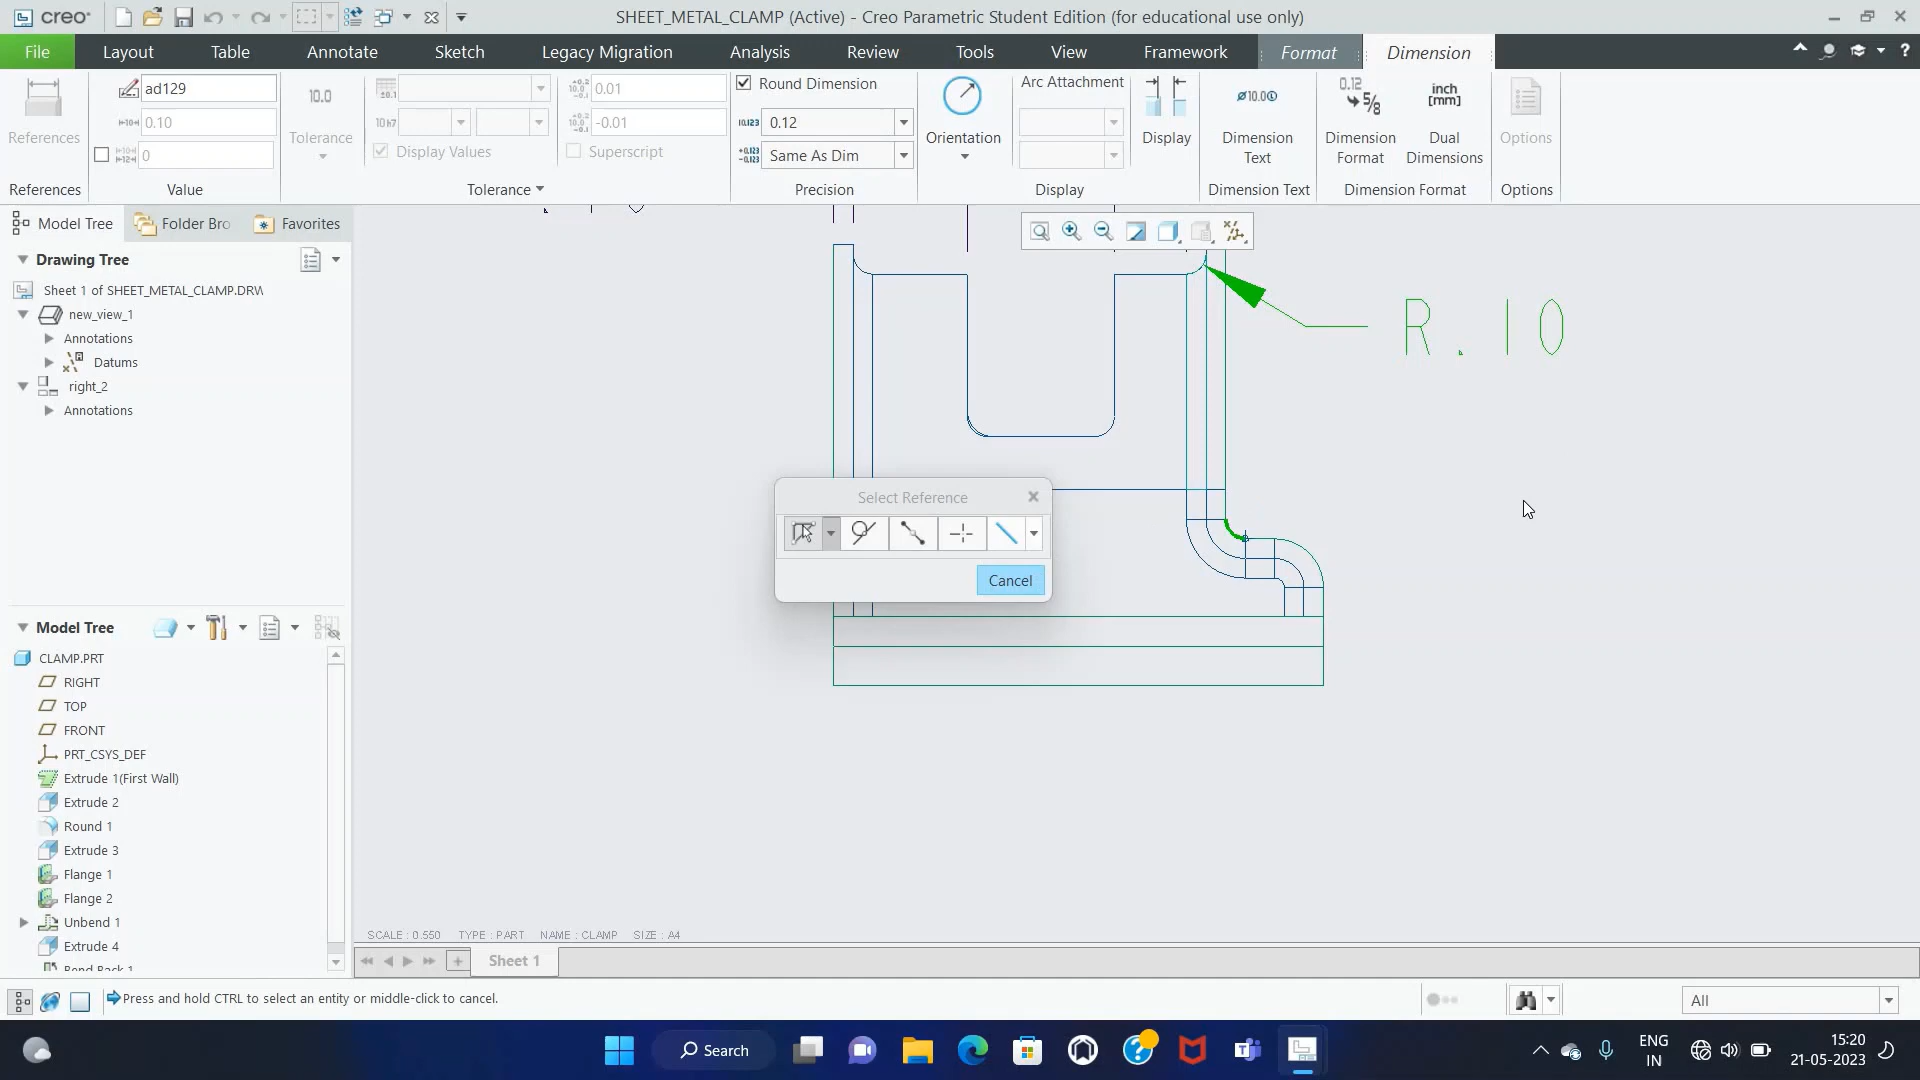 creo
SHEET_METAL_CLAMP (Active) - Creo Parametric Student Edition (for educational use only)
File Layout Table Annotate Sketch Legacy Migration Analysis Review Tools View Framework Format Dimension
ad129
0.10
0
References
References
Value
10.0
Tolerance
Display Values
0.01
-0.01
Superscript
Tolerance
Round Dimension
0.12
Same As Dim
Precision
Orientation
Arc Attachment
Display
Display
Dimension Text
Dimension Text
Dimension Format
inch [mm]
Dual Dimensions
Dimension Format
Options
Options
Model Tree Folder Bro Favorites
Drawing Tree
Sheet 1 of SHEET_METAL_CLAMP.DRW
new_view_1
Annotations
Datums
right_2
Annotations
Model Tree
CLAMP.PRT
RIGHT
TOP
FRONT
PRT_CSYS_DEF
Extrude 1(First Wall)
Extrude 2
Round 1
Extrude 3
Flange 1
Flange 2
Unbend 1
Extrude 4
Bend Back 1
R.10
Select Reference
Cancel
SCALE : 0.550 TYPE : PART NAME : CLAMP SIZE : A4
Sheet 1
Press and hold CTRL to select an entity or middle-click to cancel.
All
Search
ENG
IN
15:20
21-05-2023